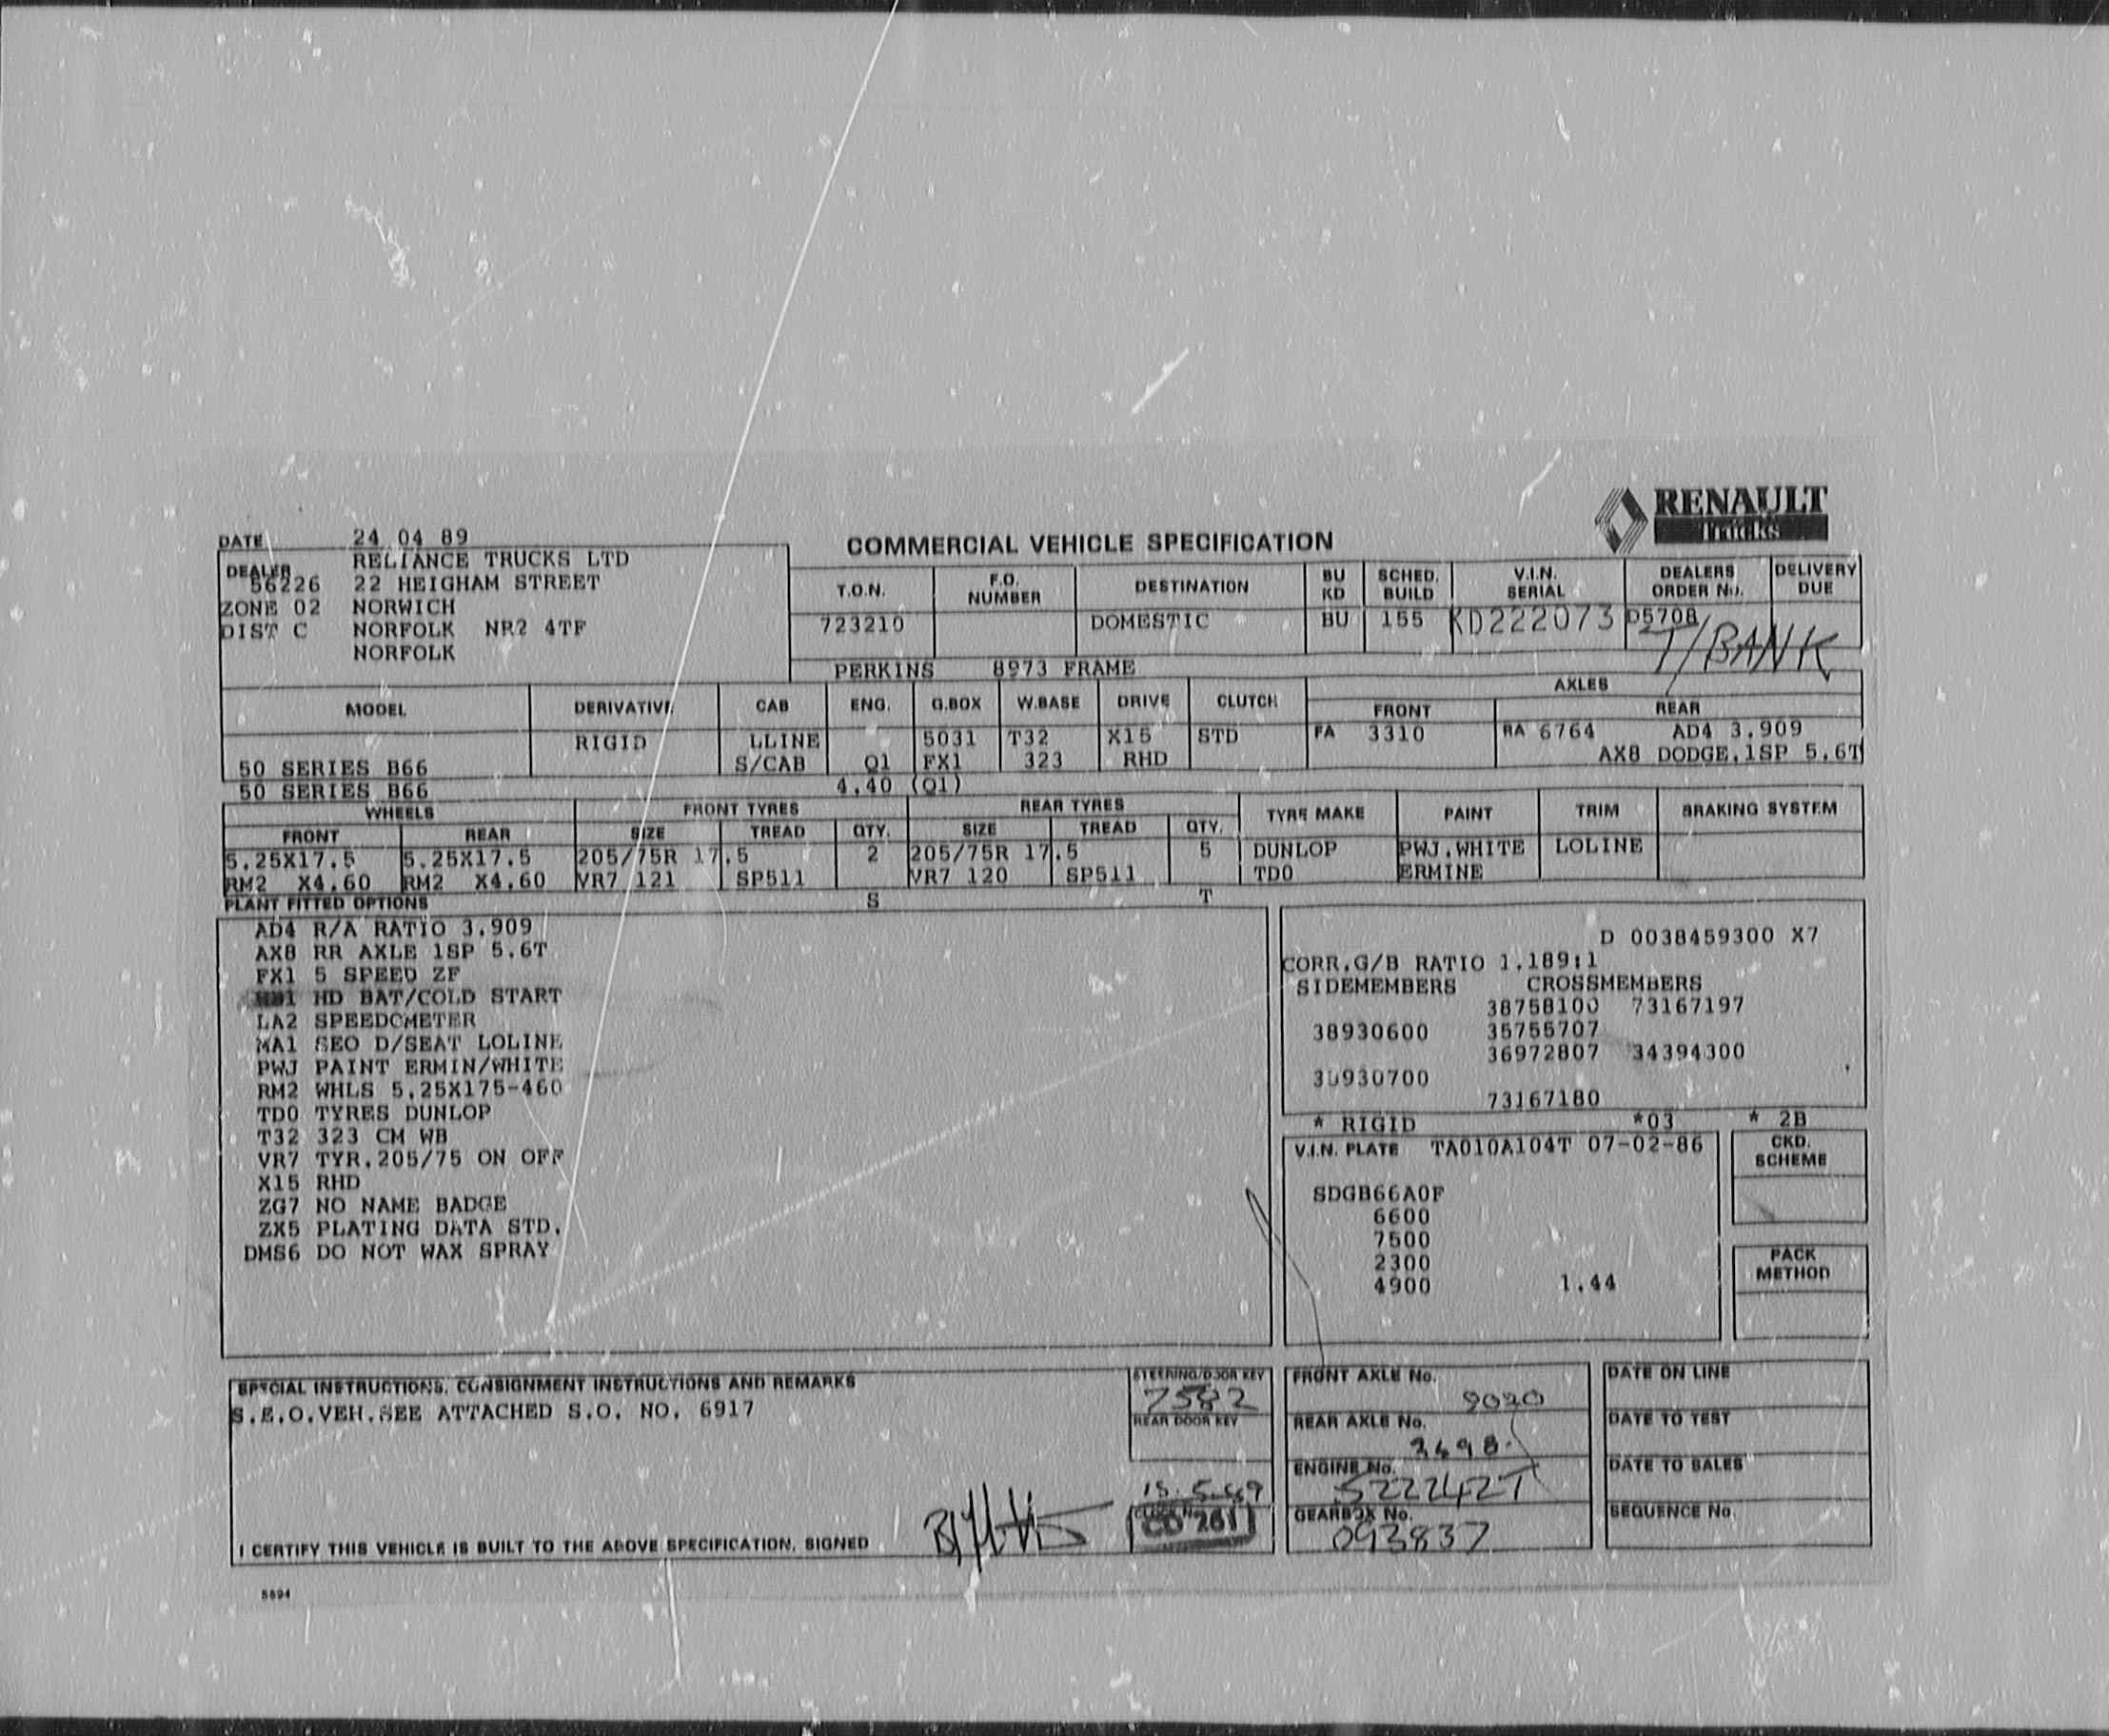 RENAULT
Trucks
DATE 24 04 89
COMMERCIAL VEHICLE SPECIFICATION
DEALER RELIANCE TRUCKS LTD
56226 22 HEIGHAM STREET
ZONE 02 NORWICH
DIST C NORFOLK NR2 4TF
NORFOLK
T.O.N. F.O. NUMBER DESTINATION BU KD SCHED. BUILD V.I.N. SERIAL DEALERS ORDER No. DELIVERY DUE
723210 DOMESTIC BU 155 KD222073 D5708
T/BANK
PERKINS 8973 FRAME
MODEL DERIVATIVE CAB ENG. G.BOX W.BASE DRIVE CLUTCH AXLES
FRONT REAR
RIGID LLINE 5031 T32 X15 STD FA 3310 RA 6764 AD4 3.909
50 SERIES B66 S/CAB Q1 FX1 323 RHD AX8 DODGE.1SP 5.6T
50 SERIES B66 4.40 (Q1)
WHEELS FRONT TYRES REAR TYRES TYRE MAKE PAINT TRIM BRAKING SYSTEM
FRONT REAR SIZE TREAD QTY. SIZE TREAD QTY.
5.25X17.5 5.25X17.5 205/75R 17.5 2 205/75R 17.5 5 DUNLOP PWJ.WHITE LOLINE
RM2 X4.60 RM2 X4.60 VR7 121 SP511 VR7 120 SP511 TD0 ERMINE
PLANT FITTED OPTIONS S T
AD4 R/A RATIO 3.909
AX8 RR AXLE 1SP 5.6T
FX1 5 SPEED ZF
HD BAT/COLD START
LA2 SPEEDOMETER
MA1 SEO D/SEAT LOLINE
PWJ PAINT ERMIN/WHITE
RM2 WHLS 5.25X175-460
TD0 TYRES DUNLOP
T32 323 CM WB
VR7 TYR.205/75 ON OFF
X15 RHD
ZG7 NO NAME BADGE
ZX5 PLATING DATA STD.
DMS6 DO NOT WAX SPRAY
D 0038459300 X7
CORR.G/B RATIO 1.189:1
SIDEMEMBERS CROSSMEMBERS
38758100 73167197
38930600 35755707
36972807 34394300
38930700
73167180
* RIGID *03 * 2B
V.I.N. PLATE TA010A104T 07-02-86
SDGB66A0F
6600
7500
2300
4900 1.44
CKD. SCHEME
PACK METHOD
SPECIAL INSTRUCTIONS, CONSIGNMENT INSTRUCTIONS AND REMARKS
S.E.O.VEH.SEE ATTACHED S.O. NO. 6917
STEERING/DOOR KEY
7582
REAR DOOR KEY
15.5.89
CD 261
FRONT AXLE No.
9020
REAR AXLE No.
3698
ENGINE No.
522242T
GEARBOX No.
093837
DATE ON LINE
DATE TO TEST
DATE TO SALES
SEQUENCE No.
I CERTIFY THIS VEHICLE IS BUILT TO THE ABOVE SPECIFICATION, SIGNED
5894